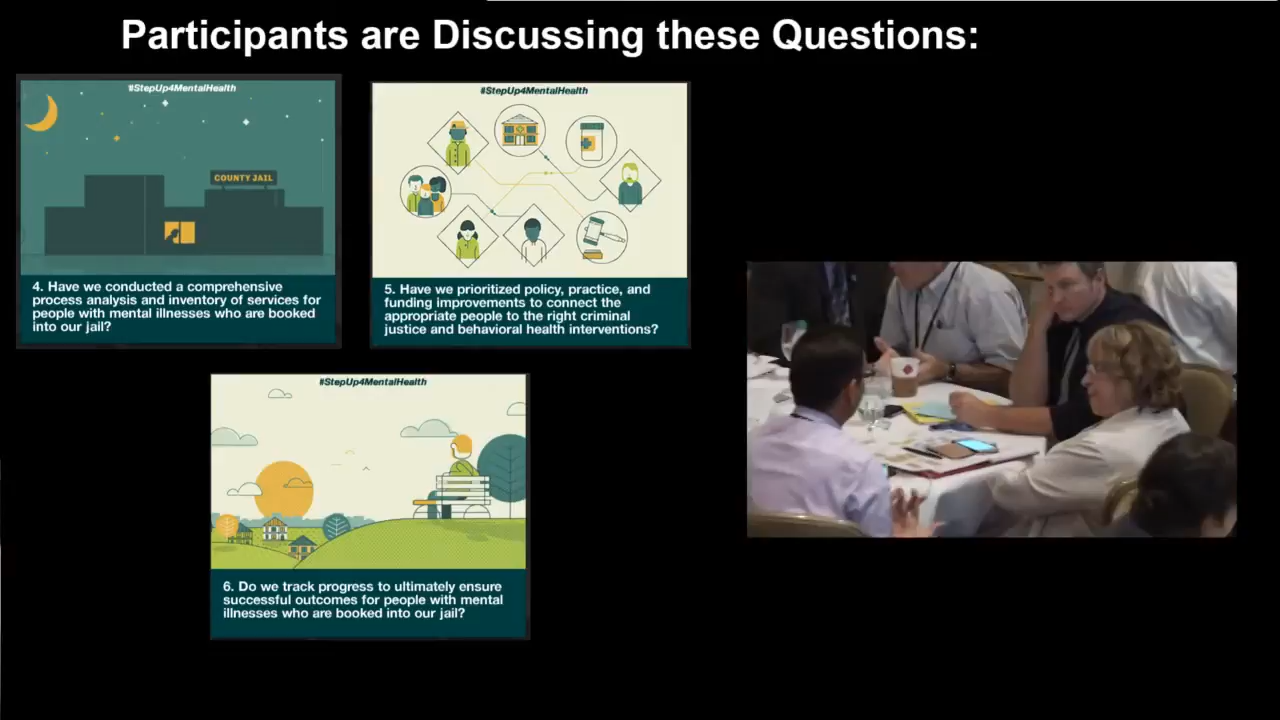 Participants are Discussing these Questions:
#StepUp4MentalHealth
COUNTY JAIL
4. Have we conducted a comprehensive
process analysis and inventory of services for
people with mental illnesses who are booked
into our jail?
#StepUp4MentalHealth
5. Have we prioritized policy, practice, and
funding improvements to connect the
appropriate people to the right criminal
justice and behavioral health interventions?
#StepUp4MentalHealth
6. Do we track progress to ultimately ensure
successful outcomes for people with mental
illnesses who are booked into our jail?